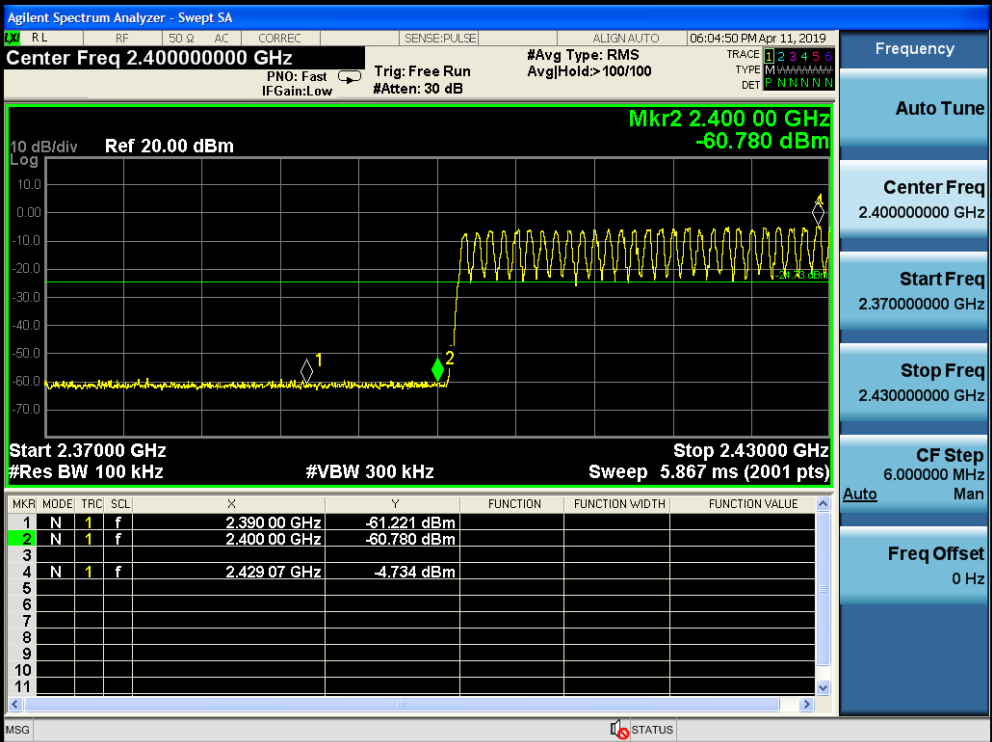 Agilent Spectrum Analyzer - Swept SA
LXI RL RF 50 Ω AC CORREC SENSE:PULSE ALIGN AUTO 06:04:50 PM Apr 11, 2019
Center Freq 2.400000000 GHz
PNO: Fast
IFGain:Low
Trig: Free Run
#Atten: 30 dB
#Avg Type: RMS
Avg|Hold:>100/100
TRACE 1 2 3 4 5 6
TYPE M
DET P N N N N N
Mkr2 2.400 00 GHz
-60.780 dBm
10 dB/div Ref 20.00 dBm
Log
10.0
0.00
-10.0
-20.0
-30.0
-40.0
-50.0
-60.0
-70.0
1
2
4
-24.73 dBm
Start 2.37000 GHz Stop 2.43000 GHz
#Res BW 100 kHz #VBW 300 kHz Sweep 5.867 ms (2001 pts)
MKR MODE TRC SCL X Y FUNCTION FUNCTION WIDTH FUNCTION VALUE
1 N 1 f 2.390 00 GHz -61.221 dBm
2 N 1 f 2.400 00 GHz -60.780 dBm
3
4 N 1 f 2.429 07 GHz -4.734 dBm
5
6
7
8
9
10
11
MSG STATUS
Frequency
Auto Tune
Center Freq
2.400000000 GHz
Start Freq
2.370000000 GHz
Stop Freq
2.430000000 GHz
CF Step
6.000000 MHz
Auto Man
Freq Offset
0 Hz